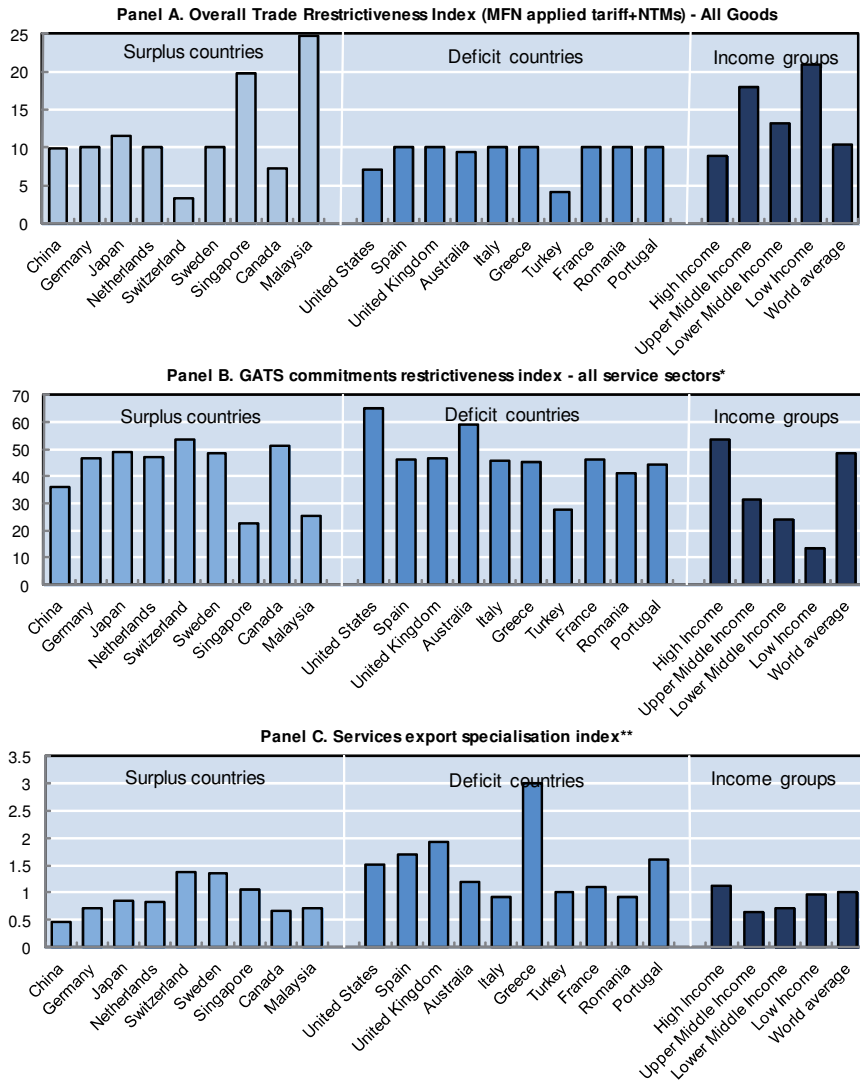 Panel A. Overall Trade Rrestrictiveness Index (MFN applied tariff+NTMs) - All Goods
25
20
15
10
5
0
Surplus countries
Deficit countries
Income groups
China
Germany
Japan
Netherlands
Switzerland
Sweden
Singapore
Canada
Malaysia
United States
Spain
United Kingdom
Australia
Italy
Greece
Turkey
France
Romania
Portugal
High Income
Upper Middle Income
Lower Middle Income
Low Income
World average
Panel B. GATS commitments restrictiveness index - all service sectors*
70
60
50
40
30
20
10
0
Surplus countries
Deficit countries
Income groups
China
Germany
Japan
Netherlands
Switzerland
Sweden
Singapore
Canada
Malaysia
United States
Spain
United Kingdom
Australia
Italy
Greece
Turkey
France
Romania
Portugal
High Income
Upper Middle Income
Lower Middle Income
Low Income
World average
Panel C. Services export specialisation index**
3.5
3
2.5
2
1.5
1
0.5
0
Surplus countries
Deficit countries
Income groups
China
Germany
Japan
Netherlands
Switzerland
Sweden
Singapore
Canada
Malaysia
United States
Spain
United Kingdom
Australia
Italy
Greece
Turkey
France
Romania
Portugal
High Income
Upper Middle Income
Lower Middle Income
Low Income
World average